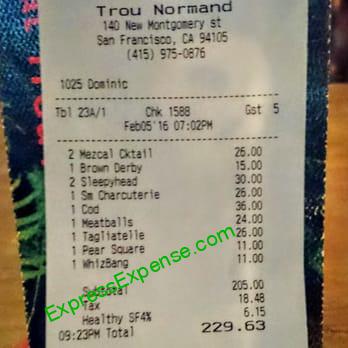 Trou Normand
140 New Montgomery st
San Francisco, CA 94105
(415) 975-0876
1025 Dominic
Tbl 23A/1 Chk 1588 Gst 5
Feb05'16 07:02PM
2 Mezcal Cktail 26.00
1 Brown Derby 15.00
2 Sleepyhead 30.00
1 Sm Charcuterie 26.00
1 Cod 36.00
1 Meatballs 24.00
1 Tagliatelle 26.00
1 Pear Square 11.00
1 WhizBang 11.00
Subtotal 205.00
Tax 18.48
Healthy SF4% 6.15
09:23PM Total 229.63
ExpressExpense.com